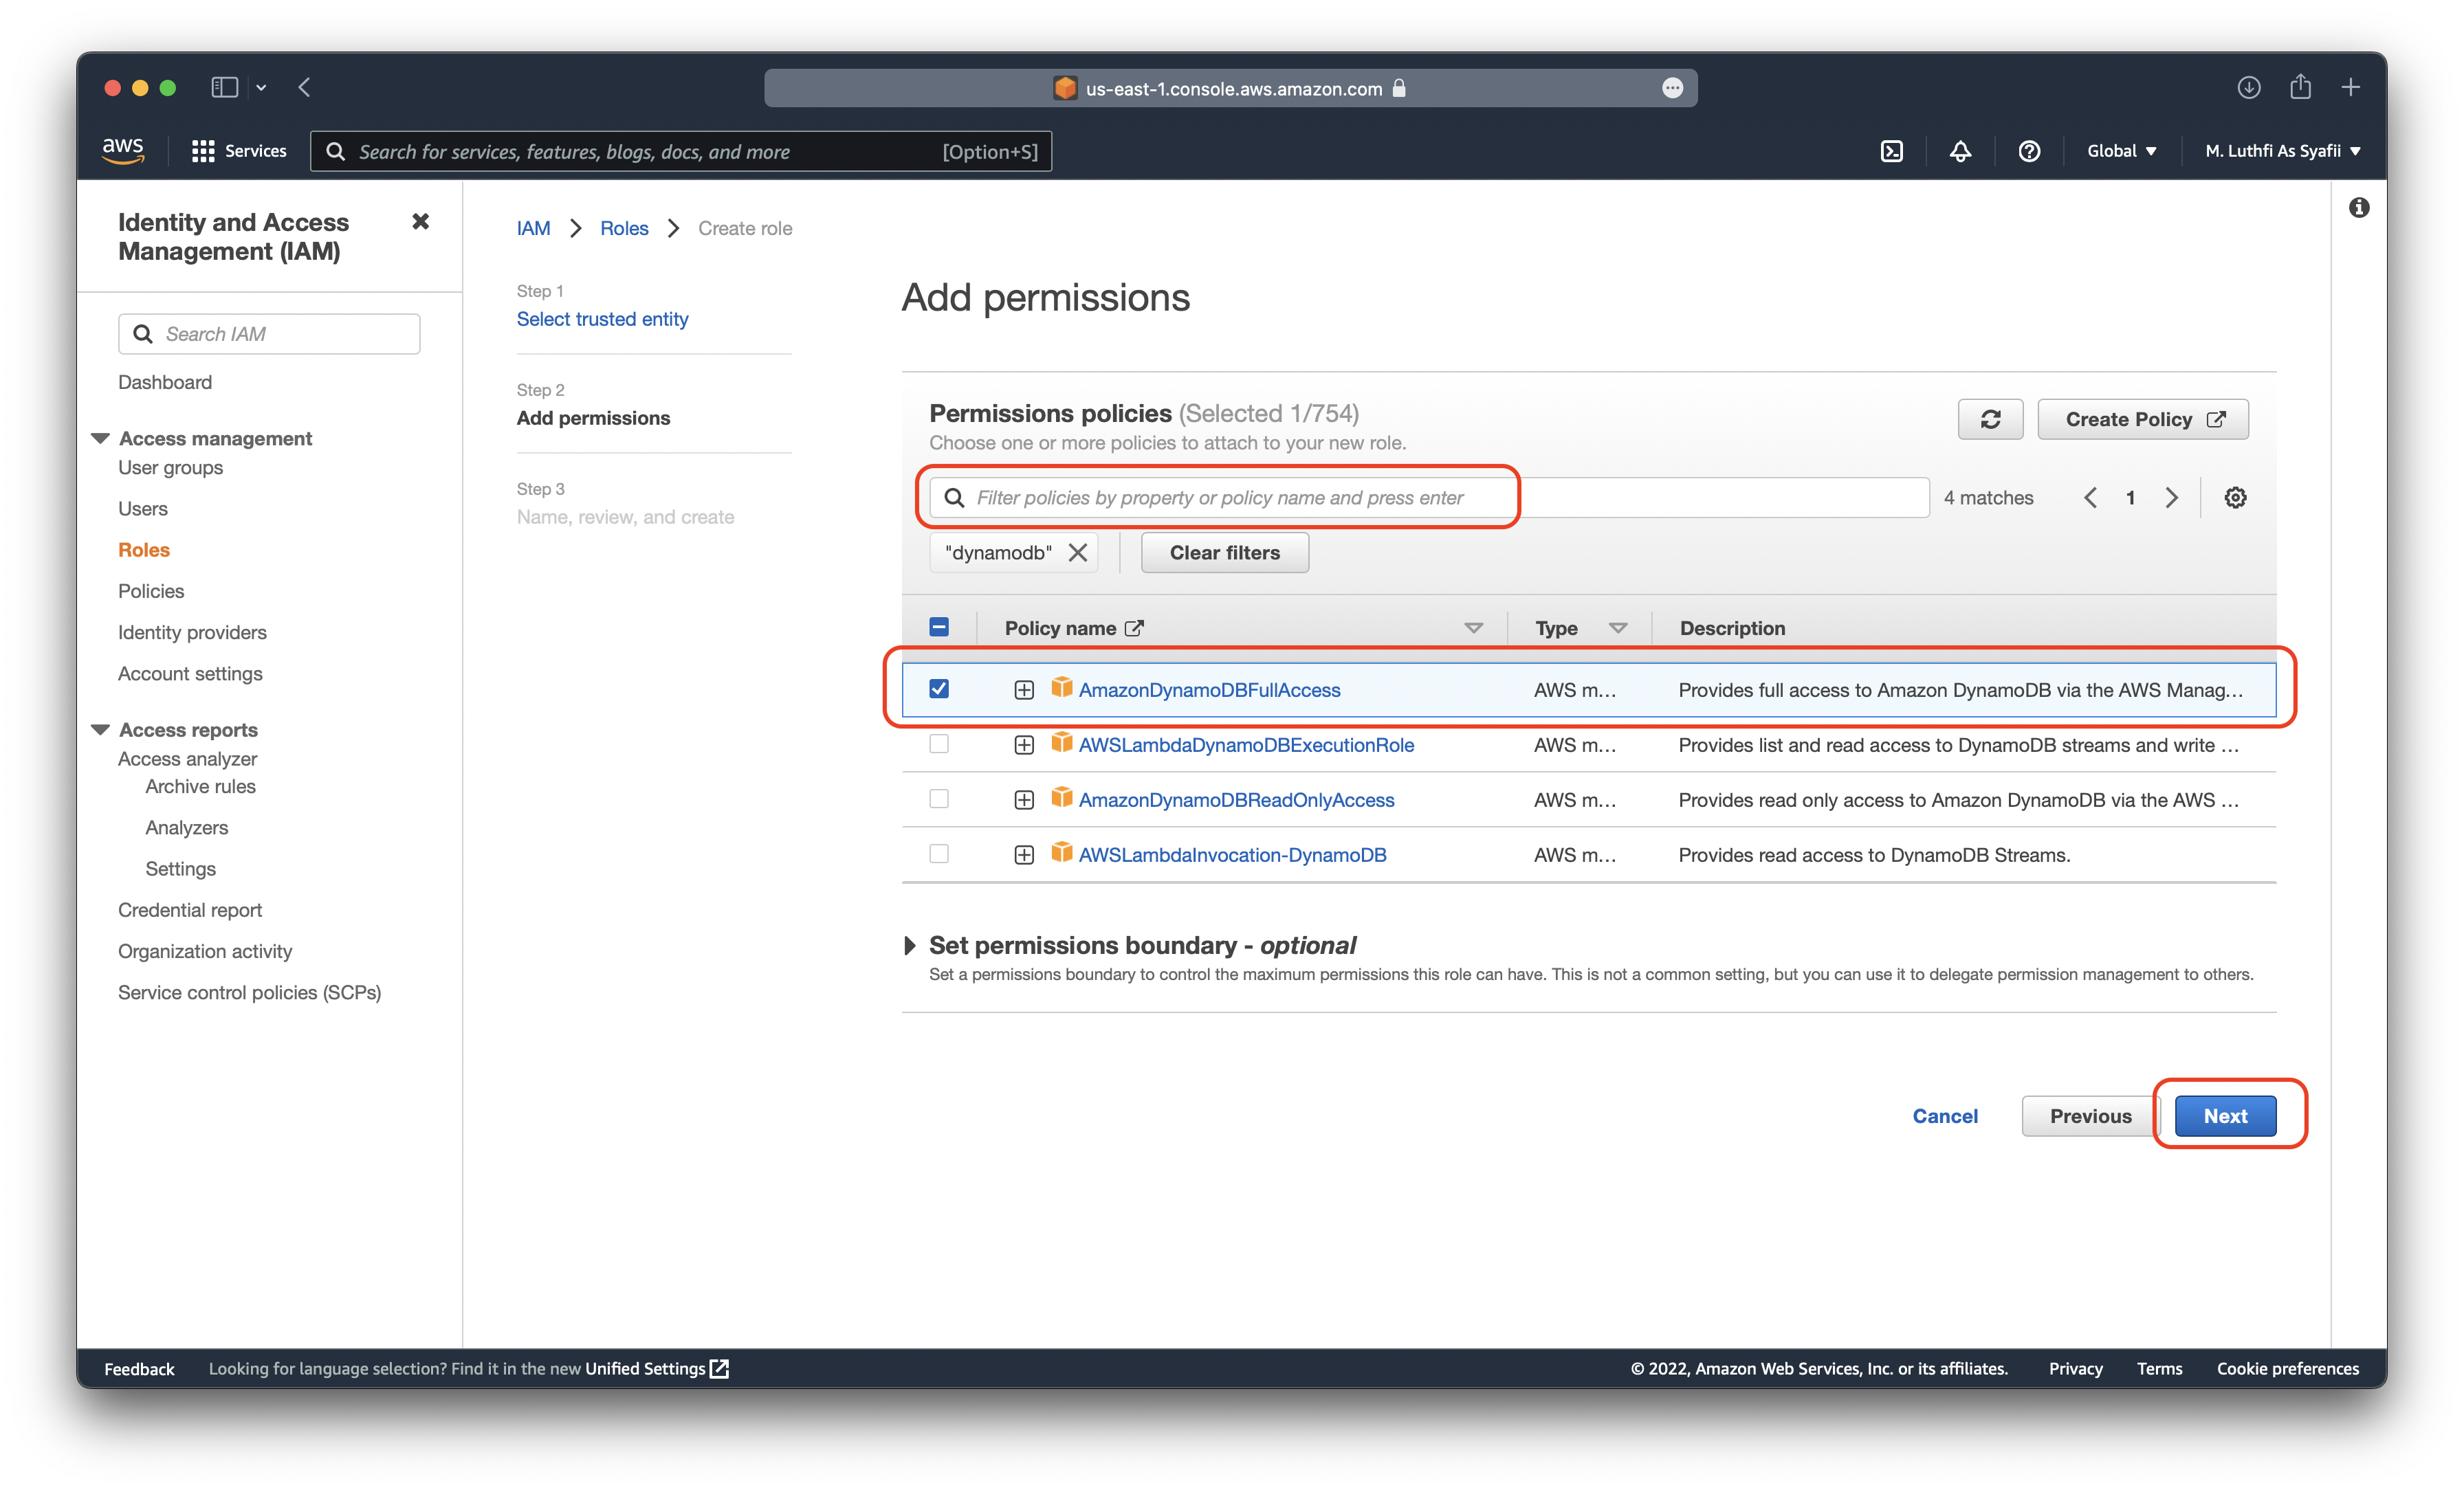 us-east-1.console.aws.amazon.com
aws
Services
Search for services, features, blogs, docs, and more
[Option+S]
Global
M. Luthfi As Syafii
Identity and Access
Management (IAM)
Search IAM
Dashboard
Access management
User groups
Users
Roles
Policies
Identity providers
Account settings
Access reports
Access analyzer
Archive rules
Analyzers
Settings
Credential report
Organization activity
Service control policies (SCPs)
IAM
Roles
Create role
Step 1
Select trusted entity
Step 2
Add permissions
Step 3
Name, review, and create
Add permissions
Permissions policies (Selected 1/754)
Choose one or more policies to attach to your new role.
Create Policy
Filter policies by property or policy name and press enter
4 matches
1
"dynamodb"
Clear filters
Policy name
Type
Description
AmazonDynamoDBFullAccess AWS m... Provides full access to Amazon DynamoDB via the AWS Manag...
AWSLambdaDynamoDBExecutionRole AWS m... Provides list and read access to DynamoDB streams and write ...
AmazonDynamoDBReadOnlyAccess AWS m... Provides read only access to Amazon DynamoDB via the AWS ...
AWSLambdaInvocation-DynamoDB AWS m... Provides read access to DynamoDB Streams.
Set permissions boundary - optional
Set a permissions boundary to control the maximum permissions this role can have. This is not a common setting, but you can use it to delegate permission management to others.
Cancel
Previous
Next
Feedback
Looking for language selection? Find it in the new Unified Settings
© 2022, Amazon Web Services, Inc. or its affiliates.
Privacy
Terms
Cookie preferences